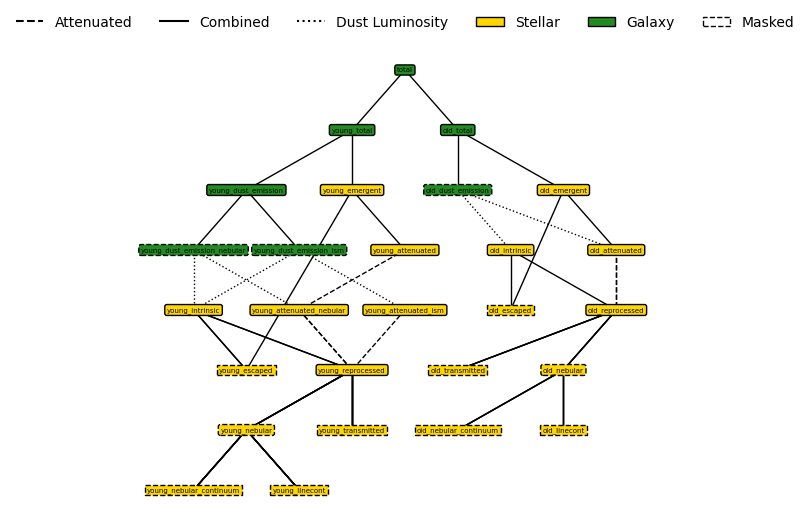 Attenuated Combined Dust Luminosity Stellar Galaxy Masked
total
young_total old_total
young_dust_emission young_emergent old_dust_emission old_emergent
young_dust_emission_nebular young_dust_emission_ism young_attenuated old_intrinsic old_attenuated
young_intrinsic young_attenuated_nebular young_attenuated_ism old_escaped old_reprocessed
young_escaped young_reprocessed old_transmitted old_nebular
young_nebular young_transmitted old_nebular_continuum old_linecont
young_nebular_continuum young_linecont